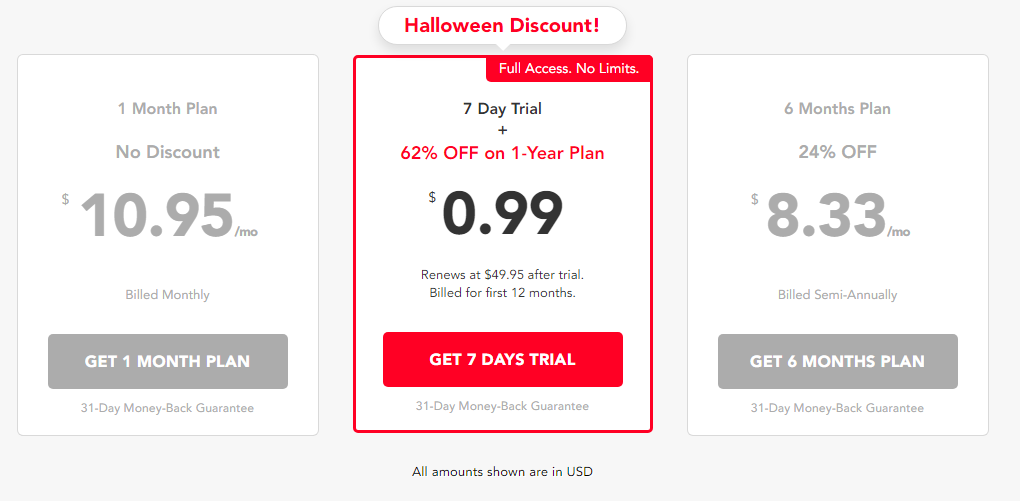 Halloween Discount!
Full Access. No Limits.
1 Month Plan
No Discount
$ 10.95/mo
Billed Monthly
GET 1 MONTH PLAN
31-Day Money-Back Guarantee
7 Day Trial
+
62% OFF on 1-Year Plan
$ 0.99
Renews at $49.95 after trial.
Billed for first 12 months.
GET 7 DAYS TRIAL
31-Day Money-Back Guarantee
6 Months Plan
24% OFF
$ 8.33/mo
Billed Semi-Annually
GET 6 MONTHS PLAN
31-Day Money-Back Guarantee
All amounts shown are in USD